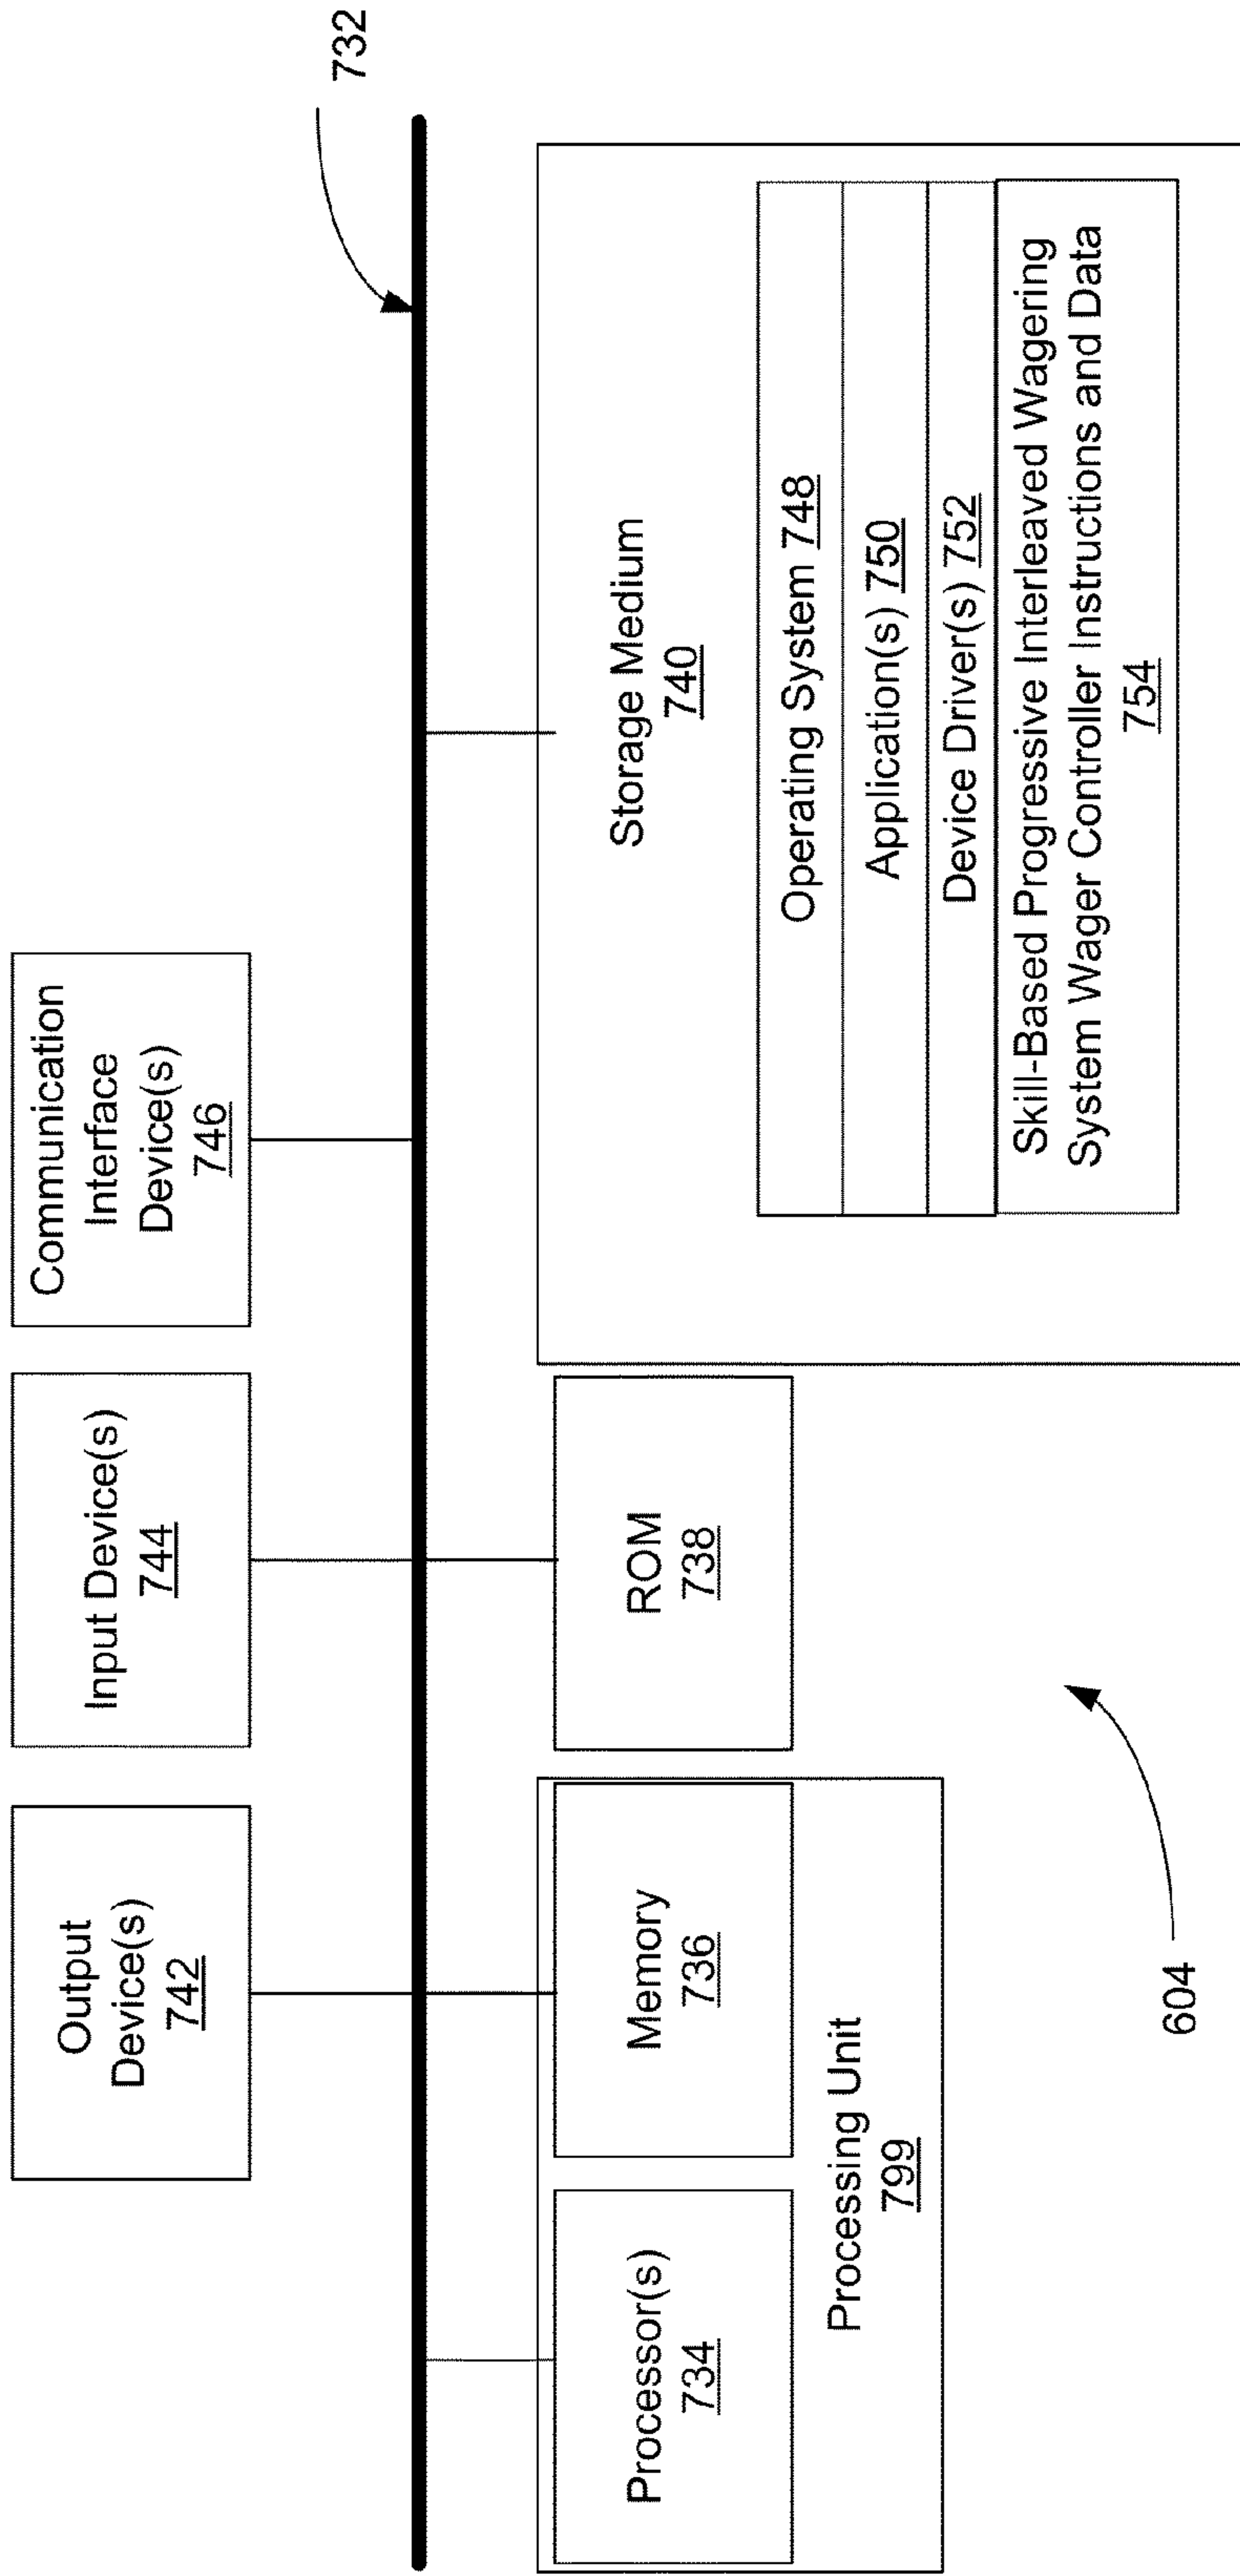 Output
Device(s)
742
Input Device(s)
744
Communication
Interface
Device(s)
746
732
Processor(s)
734
Memory
736
Processing Unit
799
ROM
738
Storage Medium
740
Operating System 748
Application(s) 750
Device Driver(s) 752
Skill-Based Progressive Interleaved Wagering
System Wager Controller Instructions and Data
754
604